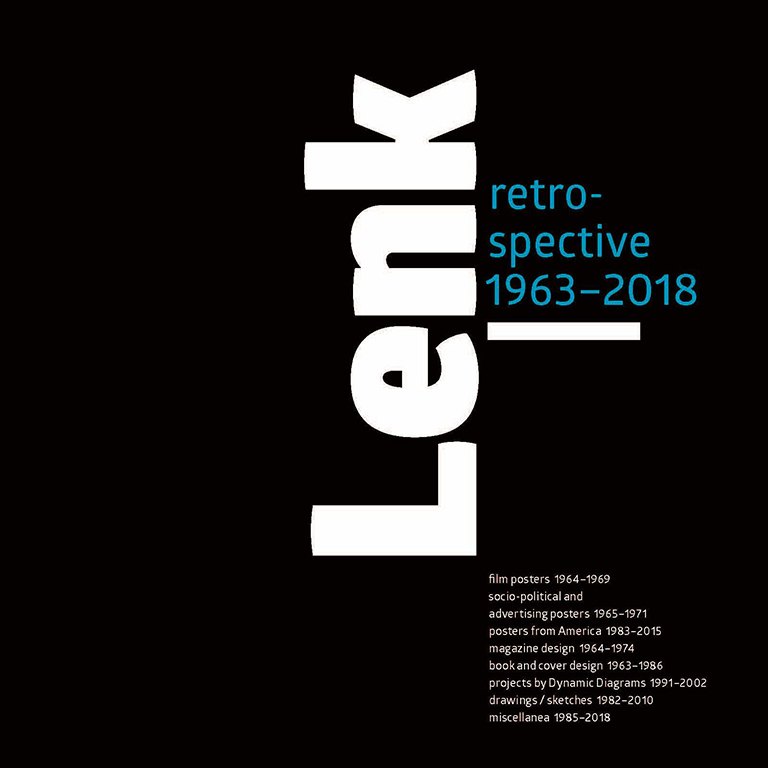 Lenk
retro-
spective
1963–2018
film posters 1964–1969
socio-political and
advertising posters 1965–1971
posters from America 1983–2015
magazine design 1964–1974
book and cover design 1963–1986
projects by Dynamic Diagrams 1991–2002
drawings / sketches 1982–2010
miscellanea 1985–2018